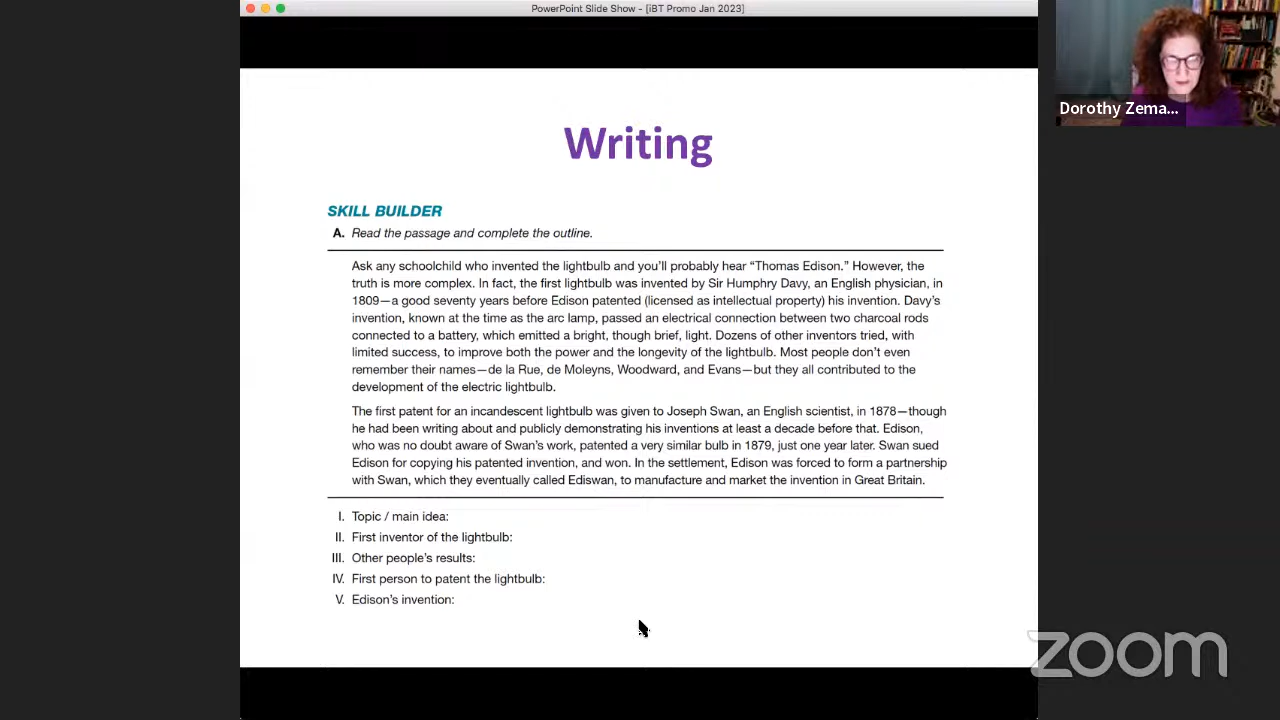 PowerPoint Slide Show - [iBT Promo Jan 2023]
Dorothy Zema...
Writing
SKILL BUILDER
A. Read the passage and complete the outline.
Ask any schoolchild who invented the lightbulb and you'll probably hear “Thomas Edison.” However, the
truth is more complex. In fact, the first lightbulb was invented by Sir Humphry Davy, an English physician, in
1809—a good seventy years before Edison patented (licensed as intellectual property) his invention. Davy's
invention, known at the time as the arc lamp, passed an electrical connection between two charcoal rods
connected to a battery, which emitted a bright, though brief, light. Dozens of other inventors tried, with
limited success, to improve both the power and the longevity of the lightbulb. Most people don't even
remember their names—de la Rue, de Moleyns, Woodward, and Evans—but they all contributed to the
development of the electric lightbulb.
The first patent for an incandescent lightbulb was given to Joseph Swan, an English scientist, in 1878—though
he had been writing about and publicly demonstrating his inventions at least a decade before that. Edison,
who was no doubt aware of Swan's work, patented a very similar bulb in 1879, just one year later. Swan sued
Edison for copying his patented invention, and won. In the settlement, Edison was forced to form a partnership
with Swan, which they eventually called Ediswan, to manufacture and market the invention in Great Britain.
I. Topic / main idea:
II. First inventor of the lightbulb:
III. Other people's results:
IV. First person to patent the lightbulb:
V. Edison's invention:
zoom